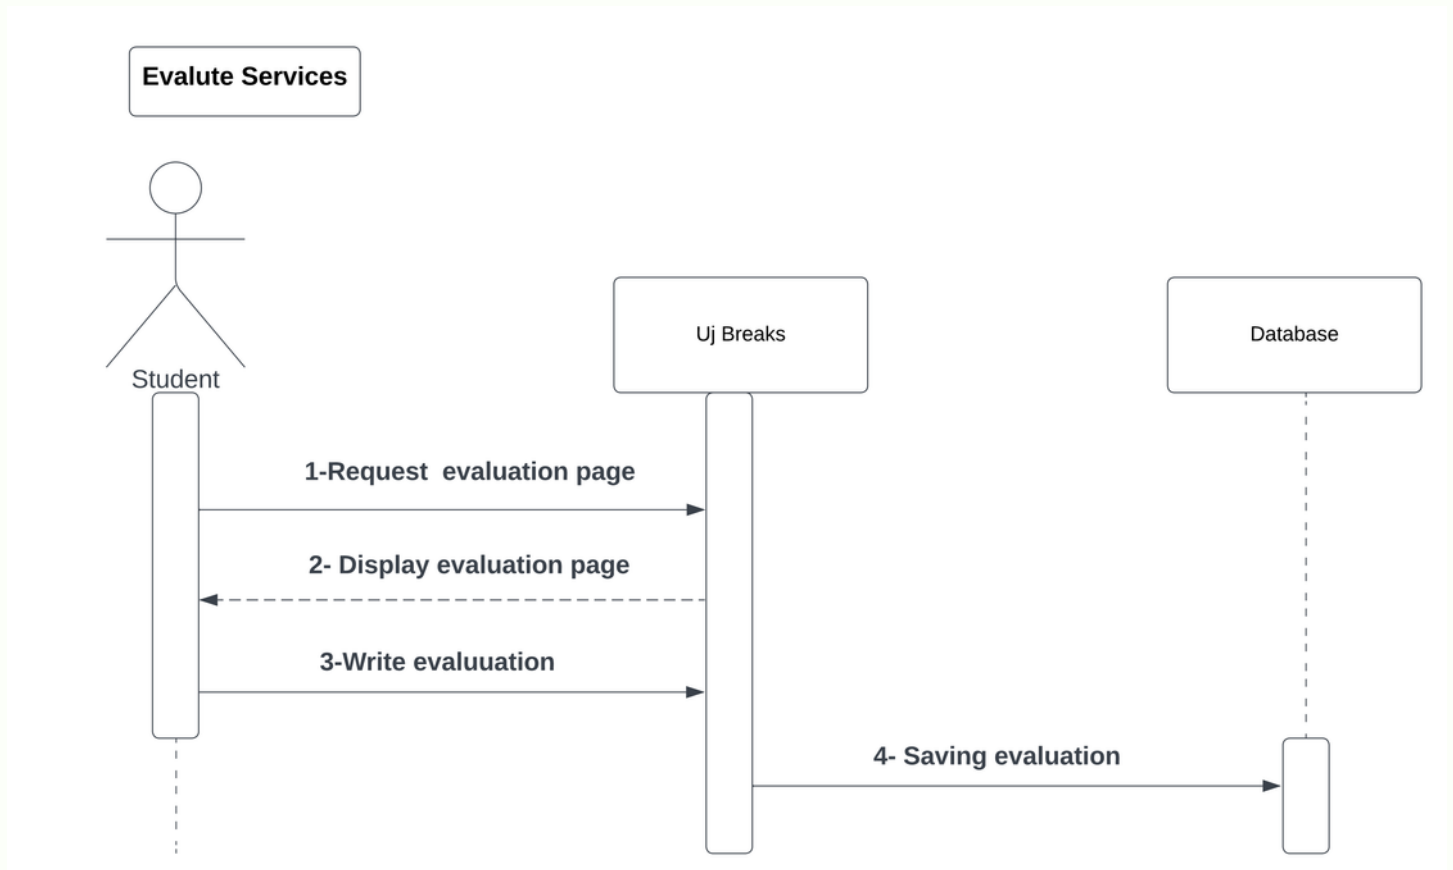 Evalute Services
Student
Uj Breaks
Database
1-Request  evaluation page
2- Display evaluation page
3-Write evaluuation
4- Saving evaluation